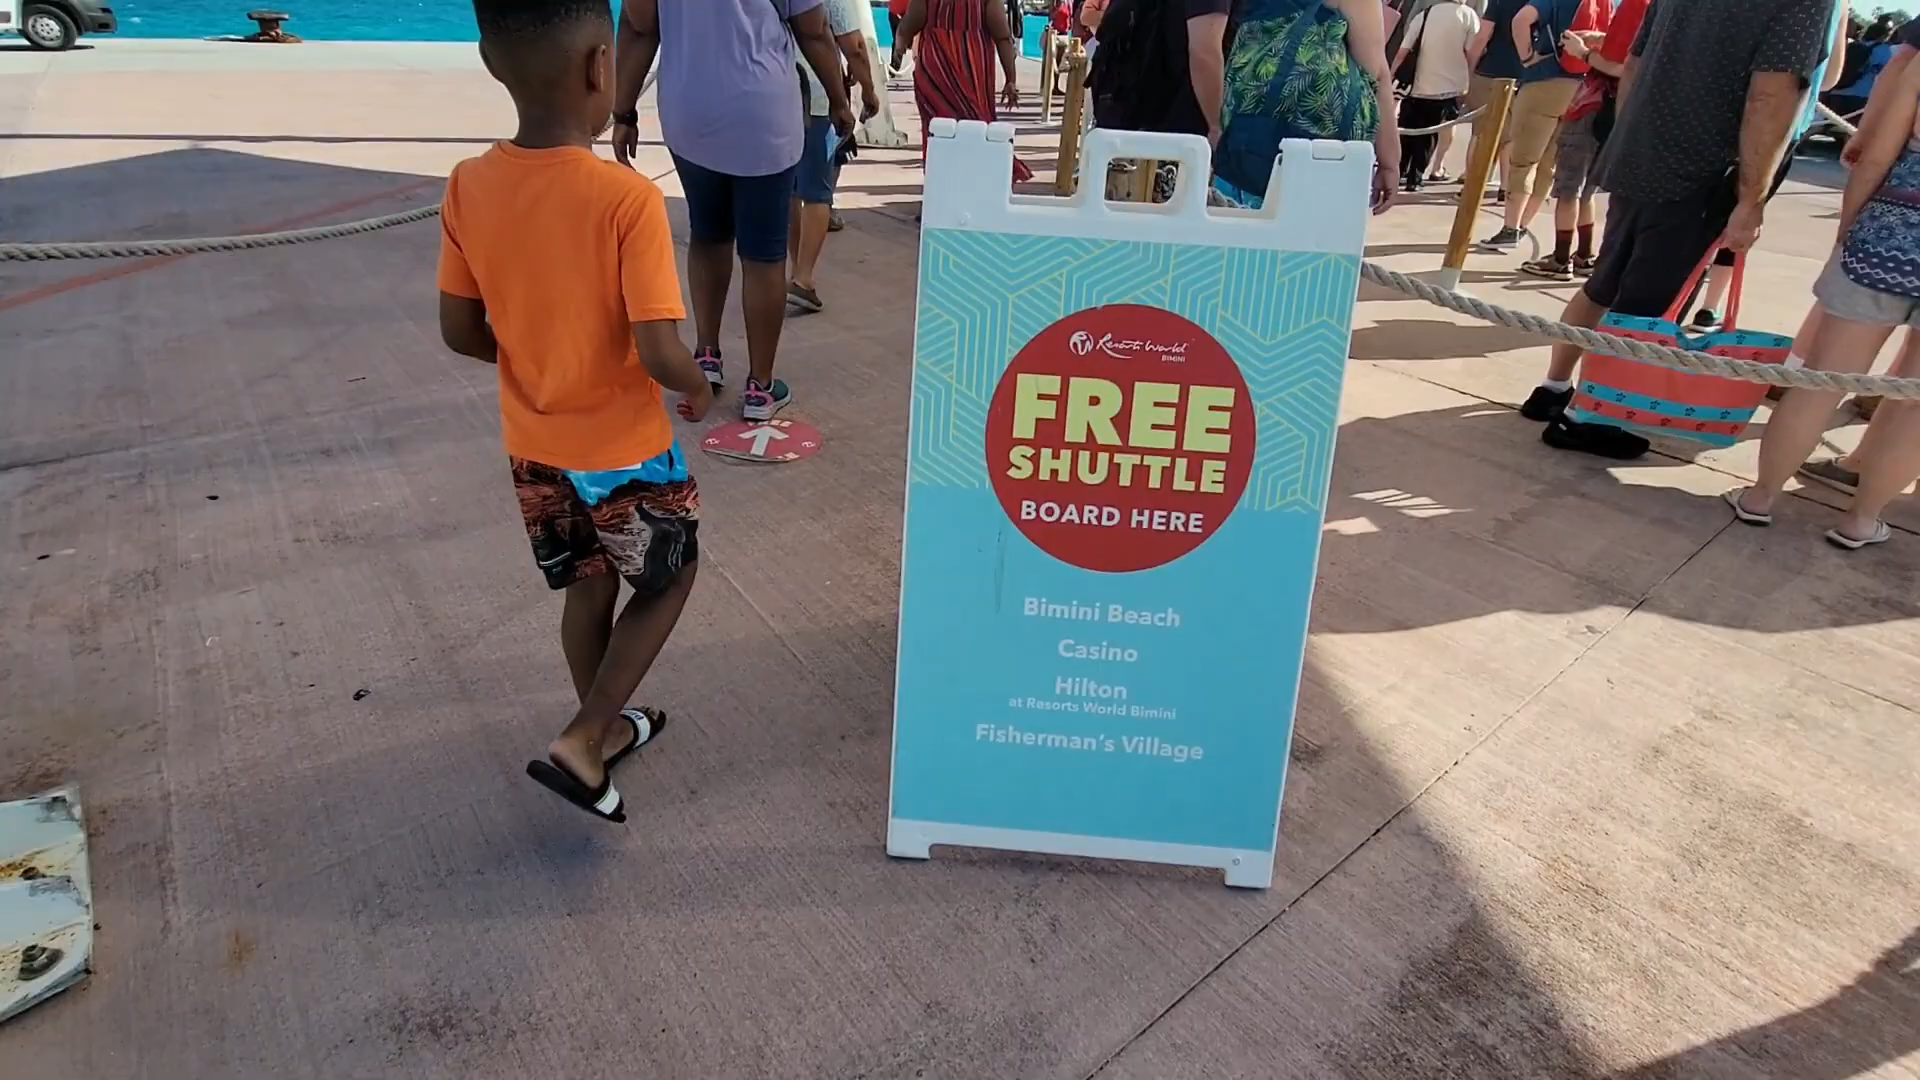 Resorts World
BIMINI
FREE
SHUTTLE
BOARD HERE
Bimini Beach
Casino
Hilton
at Resorts World Bimini
Fisherman's Village